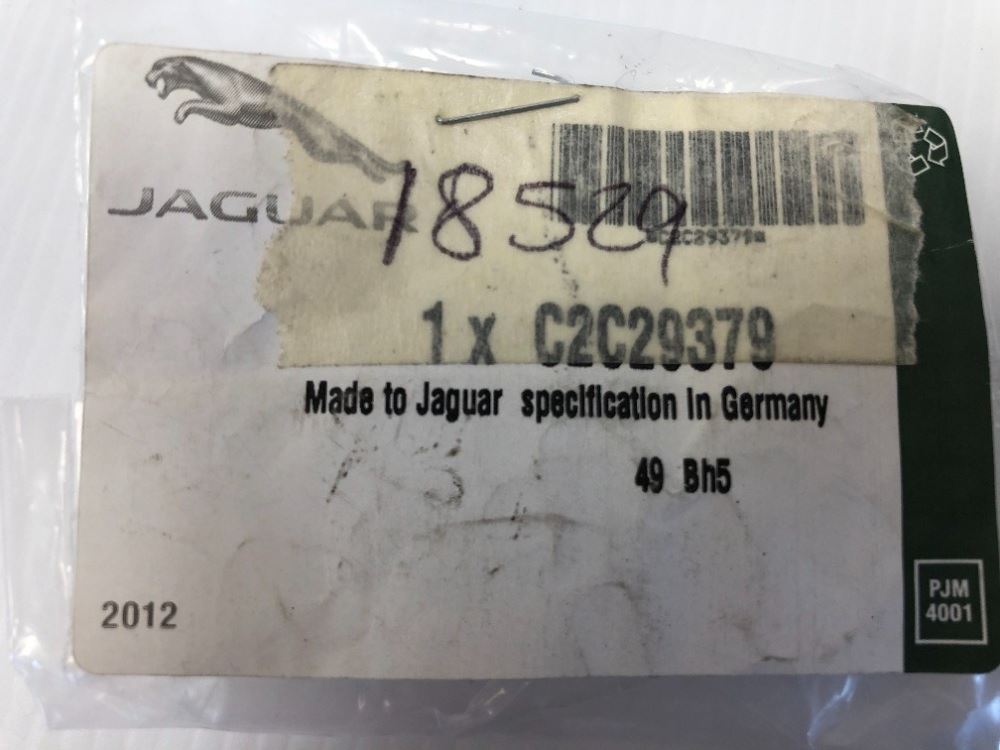 JAGUAR
18529
C2C29379
1 x C2C29379
Made to Jaguar specification in Germany
49 Bh5
2012
PJM
4001